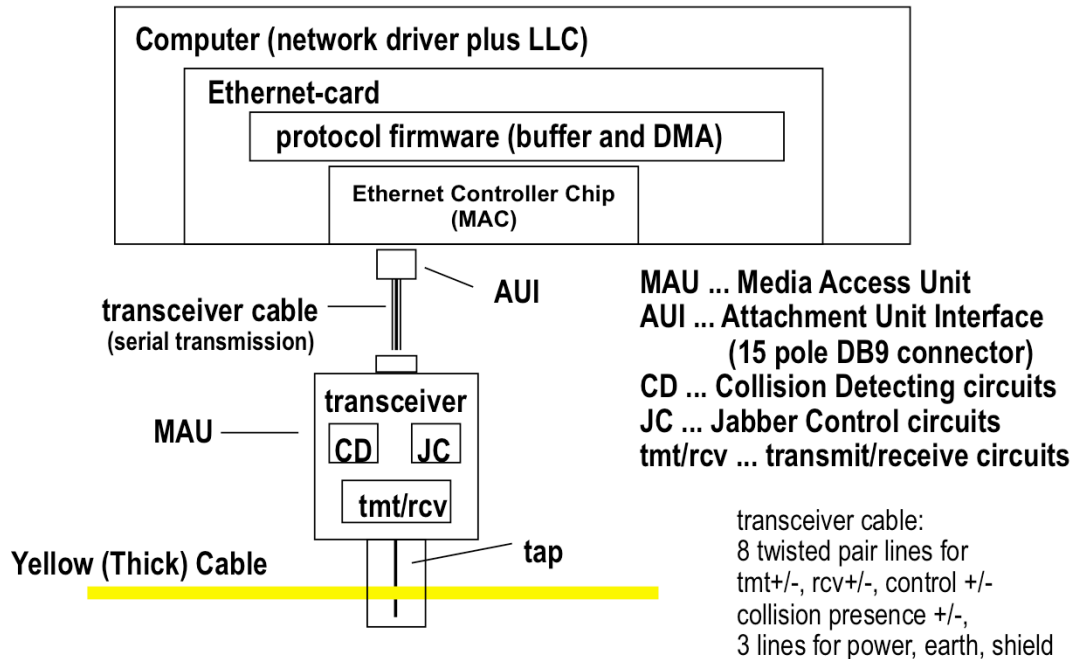 Computer (network driver plus LLC)
Ethernet-card
protocol firmware (buffer and DMA)
Ethernet Controller Chip
(MAC)
AUI
transceiver cable
(serial transmission)
transceiver
MAU
CD
JC
tmt/rcv
tap
Yellow (Thick) Cable
MAU ... Media Access Unit
AUI ... Attachment Unit Interface
(15 pole DB9 connector)
CD ... Collision Detecting circuits
JC ... Jabber Control circuits
tmt/rcv ... transmit/receive circuits
transceiver cable:
8 twisted pair lines for
tmt+/-, rcv+/-, control +/-
collision presence +/-,
3 lines for power, earth, shield